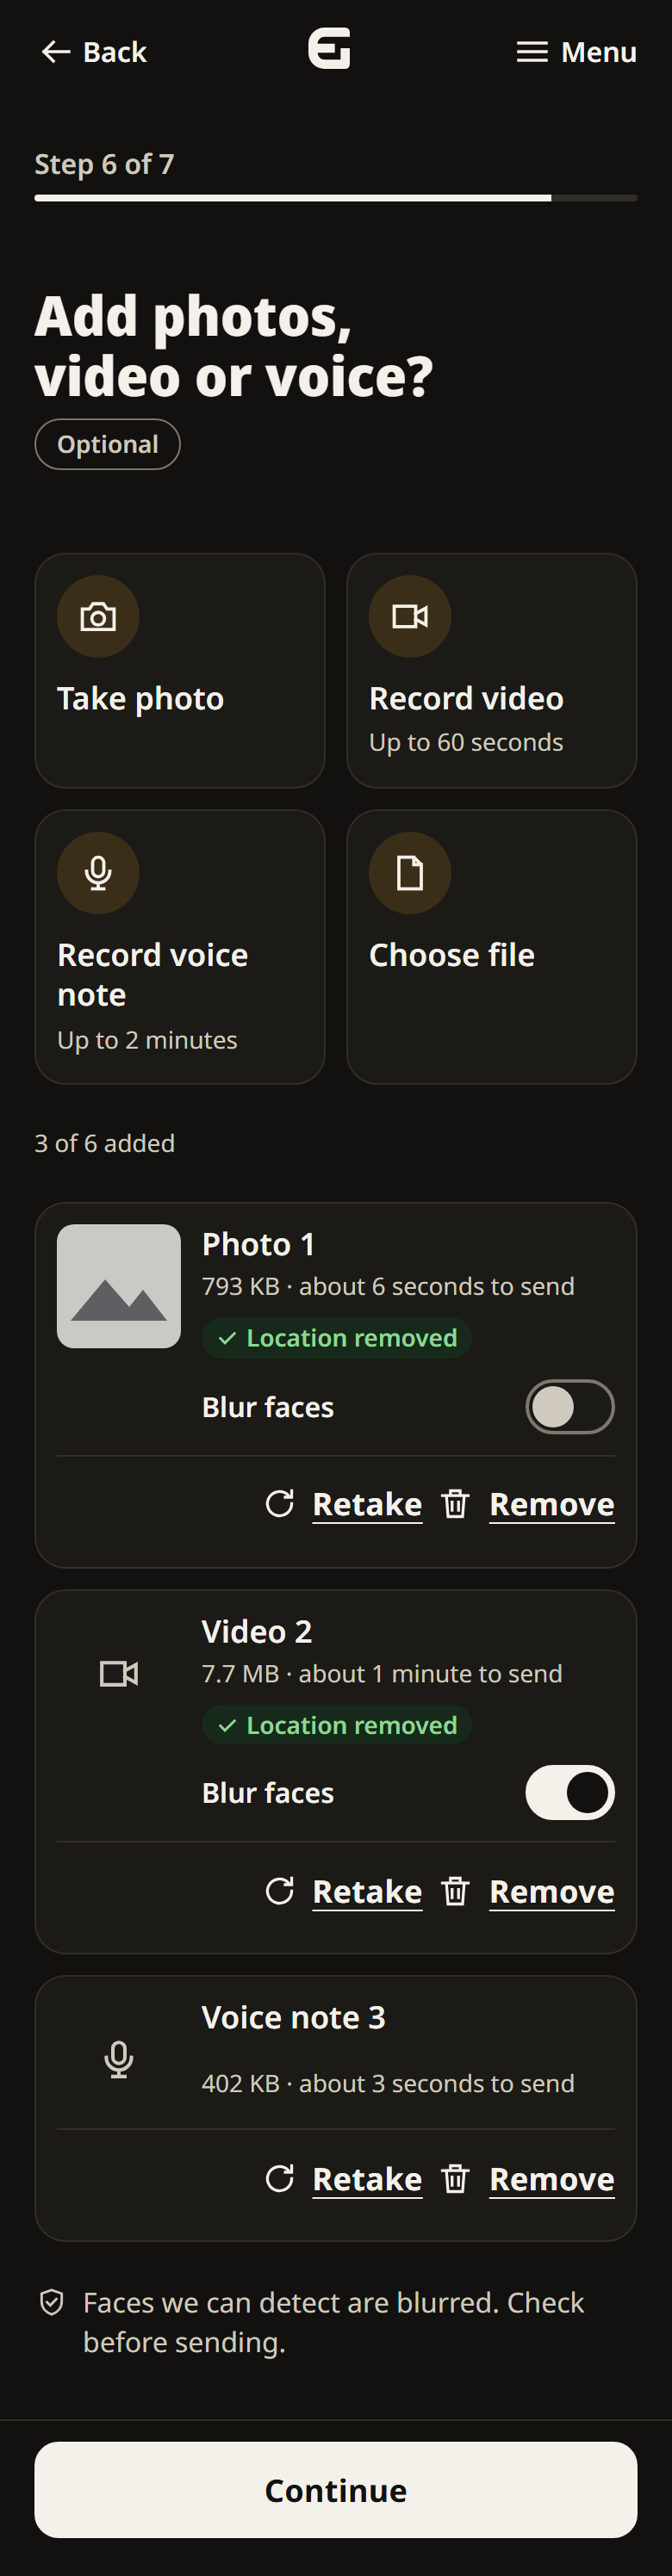 Back
Menu
Step 6 of 7
Add photos,
video or voice?
Optional
Take photo
Record video
Up to 60 seconds
Record voice
note
Up to 2 minutes
Choose file
3 of 6 added
Photo 1
793 KB · about 6 seconds to send
Location removed
Blur faces
Retake
Remove
Video 2
7.7 MB · about 1 minute to send
Location removed
Blur faces
Retake
Remove
Voice note 3
402 KB · about 3 seconds to send
Retake
Remove
Faces we can detect are blurred. Check
before sending.
Continue